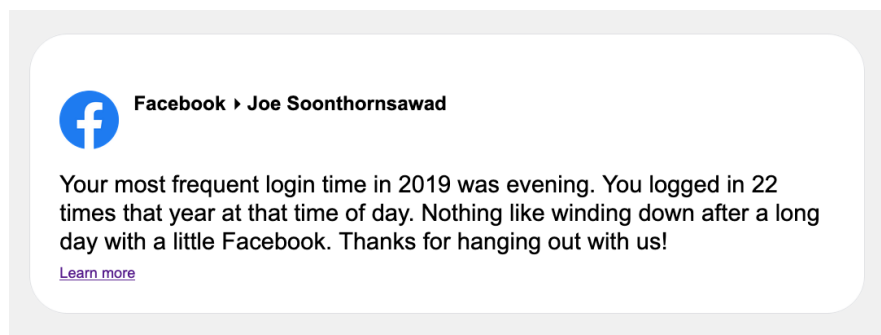 Facebook ▸ Joe Soonthornsawad
Your most frequent login time in 2019 was evening. You logged in 22
times that year at that time of day. Nothing like winding down after a long
day with a little Facebook. Thanks for hanging out with us!
Learn more